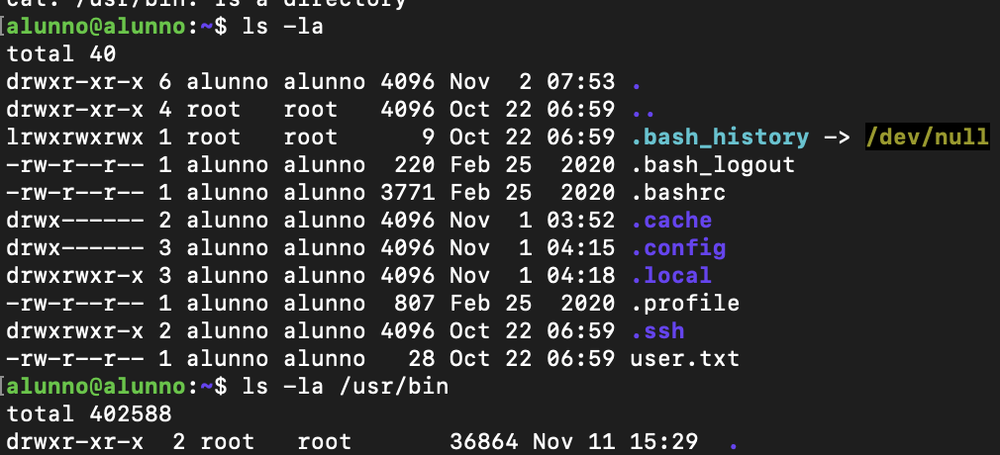 cat: /usr/bin: Is a directory
alunno@alunno:~$ ls -la
total 40
drwxr-xr-x 6 alunno alunno 4096 Nov  2 07:53 .
drwxr-xr-x 4 root   root   4096 Oct 22 06:59 ..
lrwxrwxrwx 1 root   root      9 Oct 22 06:59 .bash_history -> /dev/null
-rw-r--r-- 1 alunno alunno  220 Feb 25  2020 .bash_logout
-rw-r--r-- 1 alunno alunno 3771 Feb 25  2020 .bashrc
drwx------ 2 alunno alunno 4096 Nov  1 03:52 .cache
drwx------ 3 alunno alunno 4096 Nov  1 04:15 .config
drwxrwxr-x 3 alunno alunno 4096 Nov  1 04:18 .local
-rw-r--r-- 1 alunno alunno  807 Feb 25  2020 .profile
drwxrwxr-x 2 alunno alunno 4096 Oct 22 06:59 .ssh
-rw-r--r-- 1 alunno alunno   28 Oct 22 06:59 user.txt
alunno@alunno:~$ ls -la /usr/bin
total 402588
drwxr-xr-x  2 root   root       36864 Nov 11 15:29  .